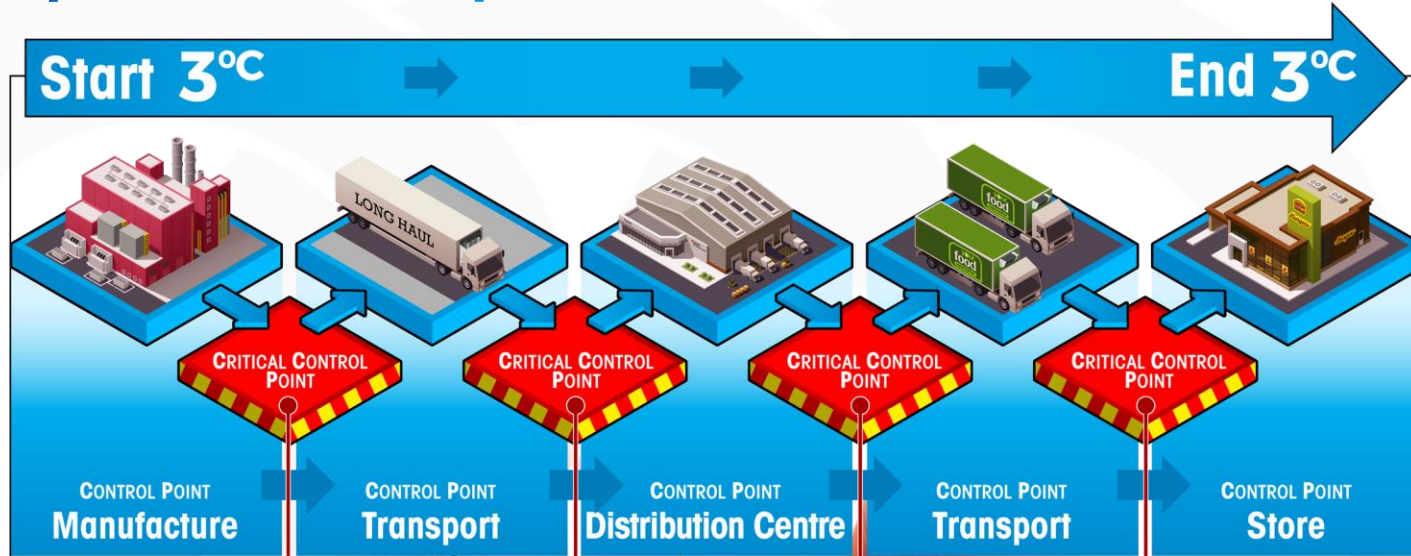 Start 3°C
End 3°C
LONG HAUL
food
food
CRITICAL CONTROL
POINT
CRITICAL CONTROL
POINT
CRITICAL CONTROL
POINT
CRITICAL CONTROL
POINT
CONTROL POINT
Manufacture
CONTROL POINT
Transport
CONTROL POINT
Distribution Centre
CONTROL POINT
Transport
CONTROL POINT
Store